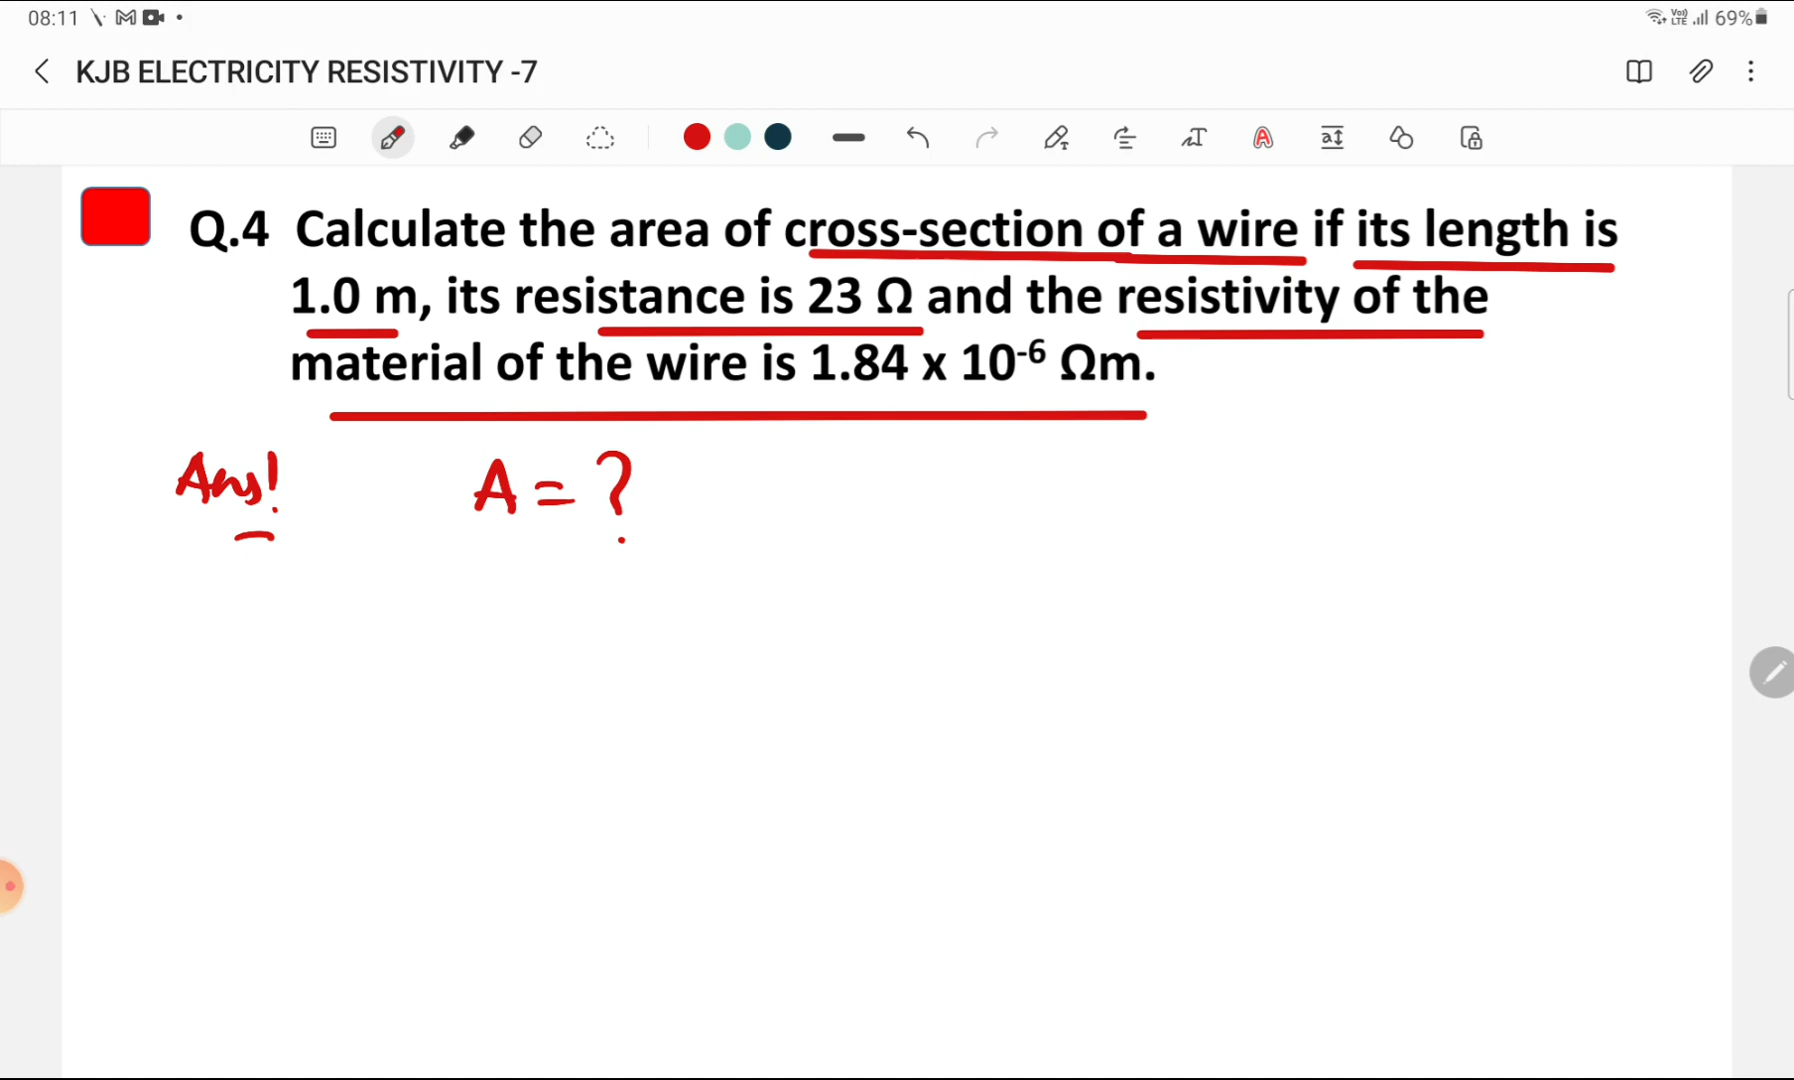 08:11
Vo)) LTE 69%
KJB ELECTRICITY RESISTIVITY -7
Q.4 Calculate the area of cross-section of a wire if its length is
1.0 m, its resistance is 23 Ω and the resistivity of the
material of the wire is 1.84 x 10⁻⁶ Ωm.
Ans! A = ?